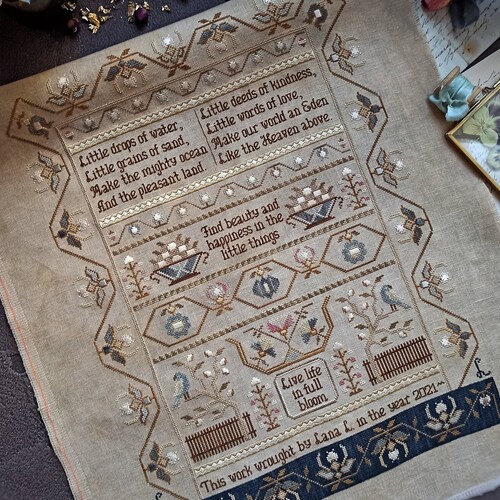 Little drops of water,
Little grains of sand,
Make the mighty ocean
And the pleasant land.
Little deeds of kindness,
Little words of love,
Make our world an Eden
Like the Heaven above.
Find beauty and
happiness in the
little things
Live life
in full
bloom
This work wrought by Lana L. in the year 2021~